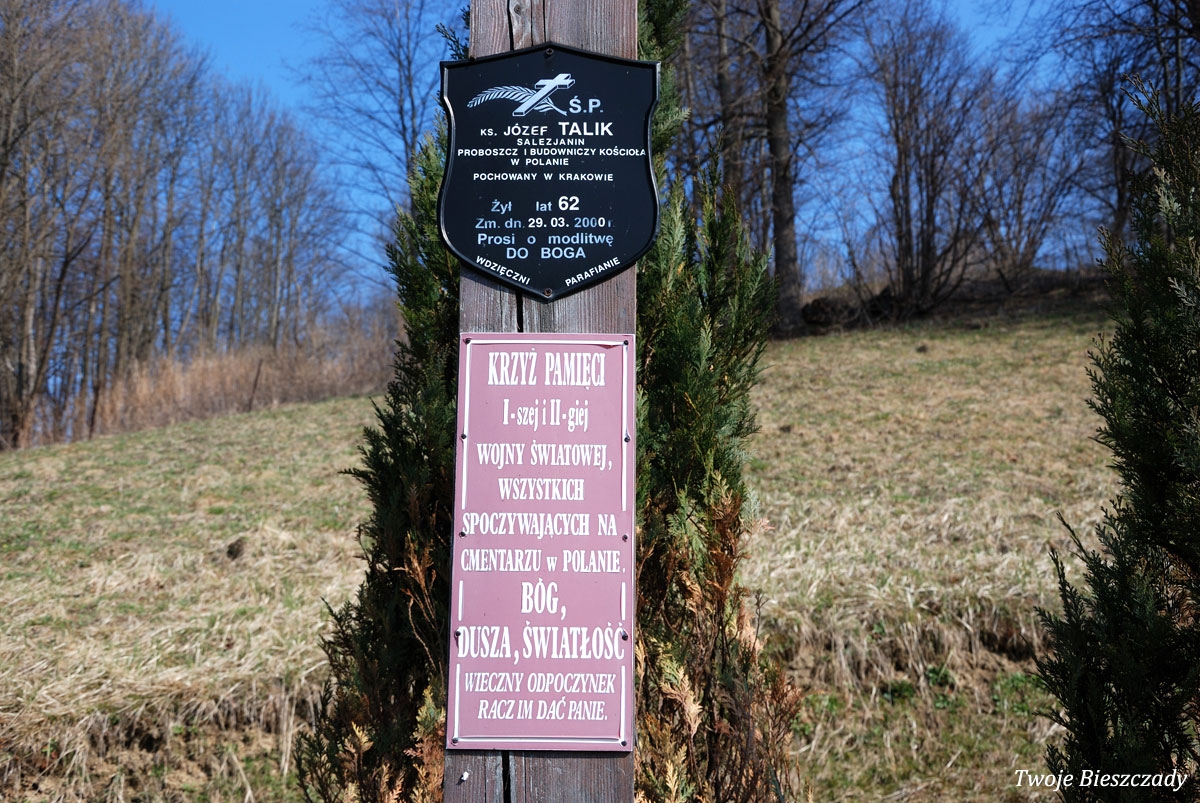 Ś.P.
KS. JÓZEF TALIK
SALEZJANIN
PROBOSZCZ I BUDOWNICZY KOŚCIOŁA
W POLANIE
POCHOWANY W KRAKOWIE
Żył lat 62
Zm. dn. 29. 03. 2000 r.
Prosi o modlitwę
DO BOGA
WDZIĘCZNI PARAFIANIE
KRZYŻ PAMIĘCI
I-szej i II-giej
WOJNY ŚWIATOWEJ,
WSZYSTKICH
SPOCZYWAJĄCYCH NA
CMENTARZU w POLANIE.
BÓG,
DUSZA, ŚWIATŁOŚĆ
WIECZNY ODPOCZYNEK
RACZ IM DAĆ PANIE.
Twoje Bieszczady